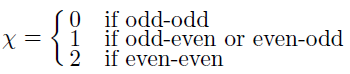 0 if odd-odd
χ = { 1 if odd-even or even-odd
2 if even-even